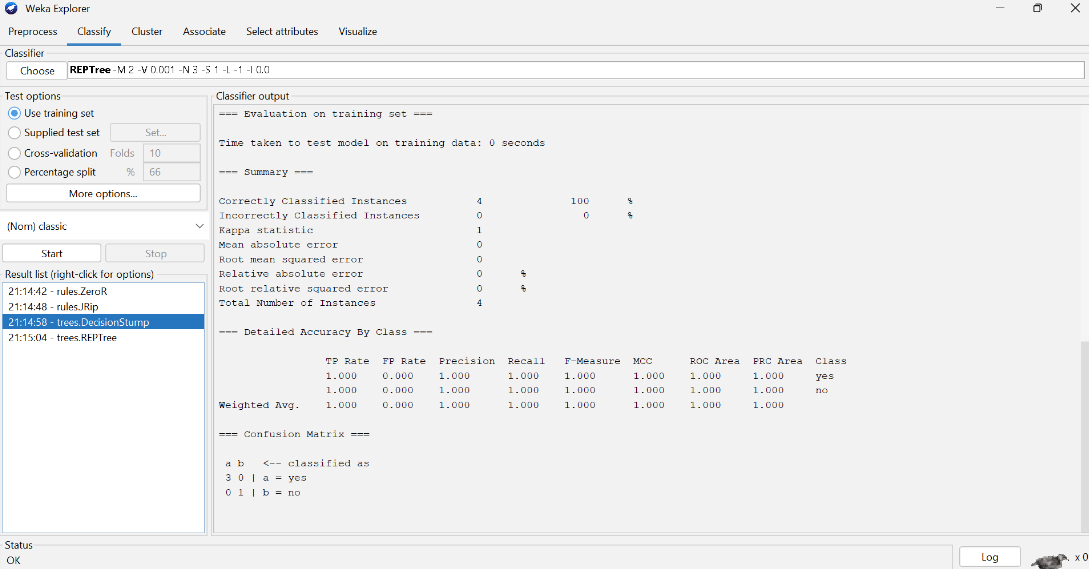 Weka Explorer
Preprocess Classify Cluster Associate Select attributes Visualize
Classifier
Choose REPTree -M 2 -V 0.001 -N 3 -S 1 -L -1 -I 0.0
Test options
Use training set
Supplied test set Set...
Cross-validation Folds 10
Percentage split % 66
More options...
(Nom) classic
Start Stop
Result list (right-click for options)
21:14:42 - rules.ZeroR
21:14:48 - rules.JRip
21:14:58 - trees.DecisionStump
21:15:04 - trees.REPTree
Classifier output
=== Evaluation on training set ===
Time taken to test model on training data: 0 seconds
=== Summary ===
Correctly Classified Instances 4 100 %
Incorrectly Classified Instances 0 0 %
Kappa statistic 1
Mean absolute error 0
Root mean squared error 0
Relative absolute error 0 %
Root relative squared error 0 %
Total Number of Instances 4
=== Detailed Accuracy By Class ===
TP Rate FP Rate Precision Recall F-Measure MCC ROC Area PRC Area Class
1.000 0.000 1.000 1.000 1.000 1.000 1.000 1.000 yes
1.000 0.000 1.000 1.000 1.000 1.000 1.000 1.000 no
Weighted Avg. 1.000 0.000 1.000 1.000 1.000 1.000 1.000 1.000
=== Confusion Matrix ===
a b <-- classified as
3 0 | a = yes
0 1 | b = no
Status
OK
Log x 0